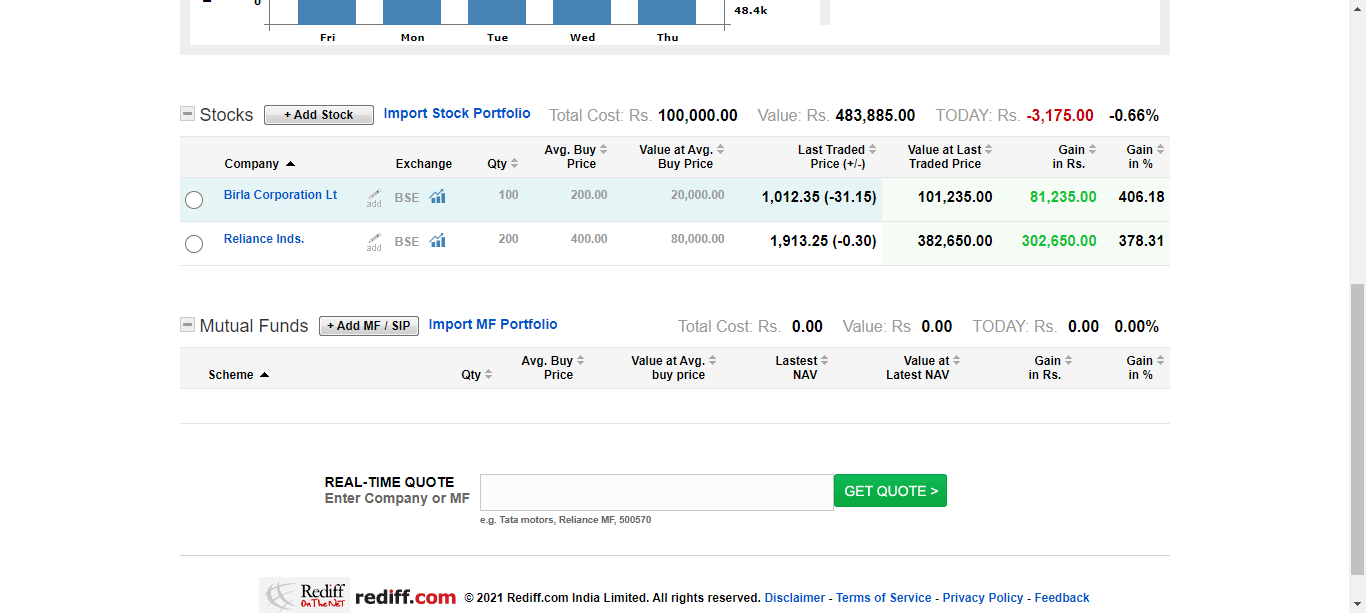 0
48.4k
Fri Mon Tue Wed Thu
Stocks + Add Stock Import Stock Portfolio Total Cost: Rs. 100,000.00 Value: Rs. 483,885.00 TODAY: Rs. -3,175.00 -0.66%
Avg. Buy Value at Avg. Last Traded Value at Last Gain Gain
Company Exchange Qty Price Buy Price Price (+/-) Traded Price in Rs. in %
Birla Corporation Lt add BSE 100 200.00 20,000.00 1,012.35 (-31.15) 101,235.00 81,235.00 406.18
Reliance Inds. add BSE 200 400.00 80,000.00 1,913.25 (-0.30) 382,650.00 302,650.00 378.31
Mutual Funds + Add MF / SIP Import MF Portfolio Total Cost: Rs. 0.00 Value: Rs 0.00 TODAY: Rs. 0.00 0.00%
Avg. Buy Value at Avg. Lastest Value at Gain Gain
Scheme Qty Price buy price NAV Latest NAV in Rs. in %
REAL-TIME QUOTE
Enter Company or MF
GET QUOTE >
e.g. Tata motors, Reliance MF, 500570
Rediff
On The NET
rediff.com © 2021 Rediff.com India Limited. All rights reserved. Disclaimer - Terms of Service - Privacy Policy - Feedback